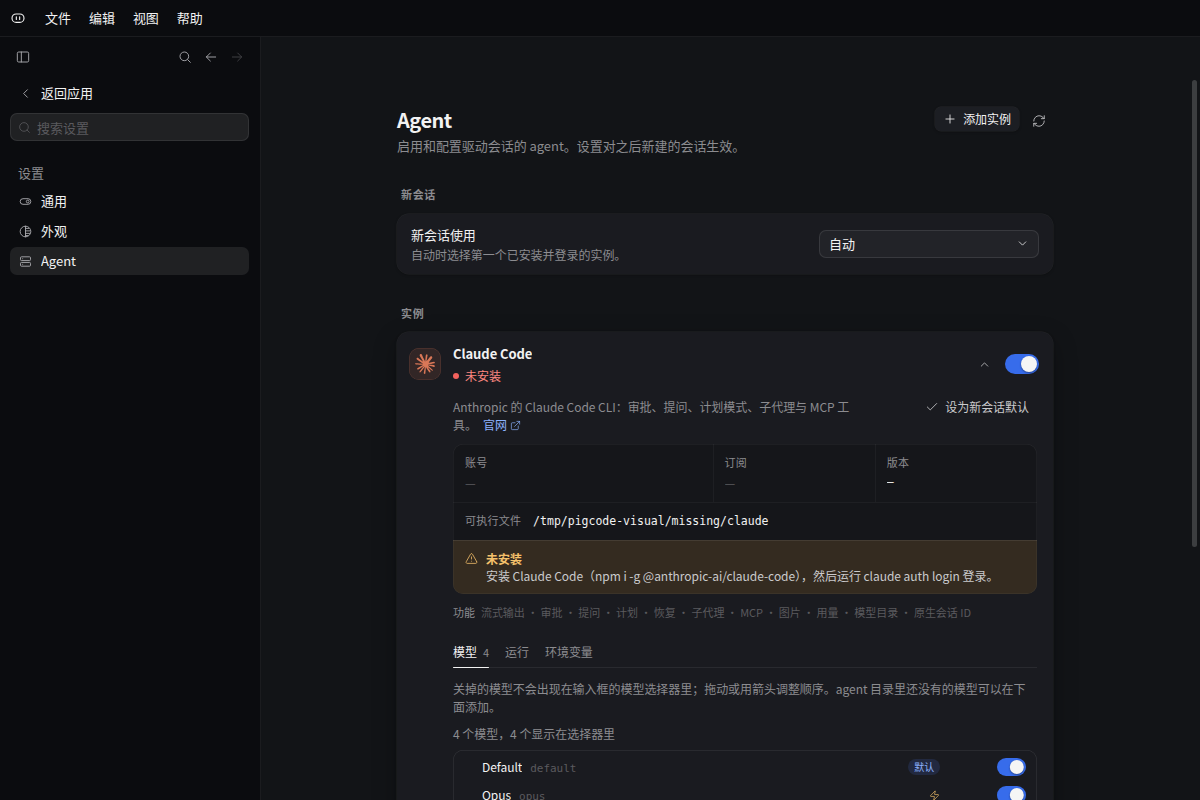 文件 编辑 视图 帮助
返回应用
搜索设置
设置
通用
外观
Agent
Agent
添加实例
启用和配置驱动会话的 agent。设置对之后新建的会话生效。
新会话
新会话使用
自动时选择第一个已安装并登录的实例。
自动
实例
Claude Code
未安装
Anthropic 的 Claude Code CLI：审批、提问、计划模式、子代理与 MCP 工
具。 官网
设为新会话默认
账号 订阅 版本
— — –
可执行文件 /tmp/pigcode-visual/missing/claude
未安装
安装 Claude Code（npm i -g @anthropic-ai/claude-code），然后运行 claude auth login 登录。
功能 流式输出 · 审批 · 提问 · 计划 · 恢复 · 子代理 · MCP · 图片 · 用量 · 模型目录 · 原生会话 ID
模型 4 运行 环境变量
关掉的模型不会出现在输入框的模型选择器里；拖动或用箭头调整顺序。agent 目录里还没有的模型可以在下
面添加。
4 个模型，4 个显示在选择器里
Default default 默认
Opus opus